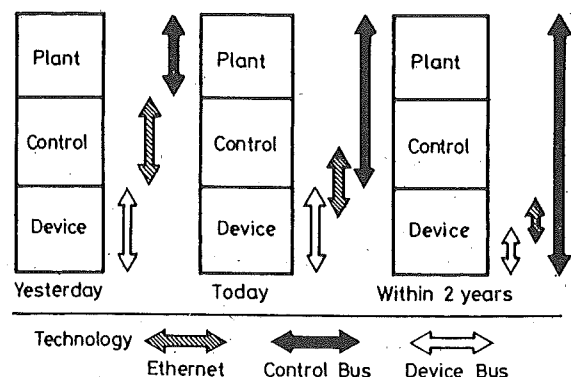 Plant
Plant
Plant
Control
Control
Control
Device
Device
Device
Yesterday
Today
Within 2 years
Technology
Ethernet
Control Bus
Device Bus